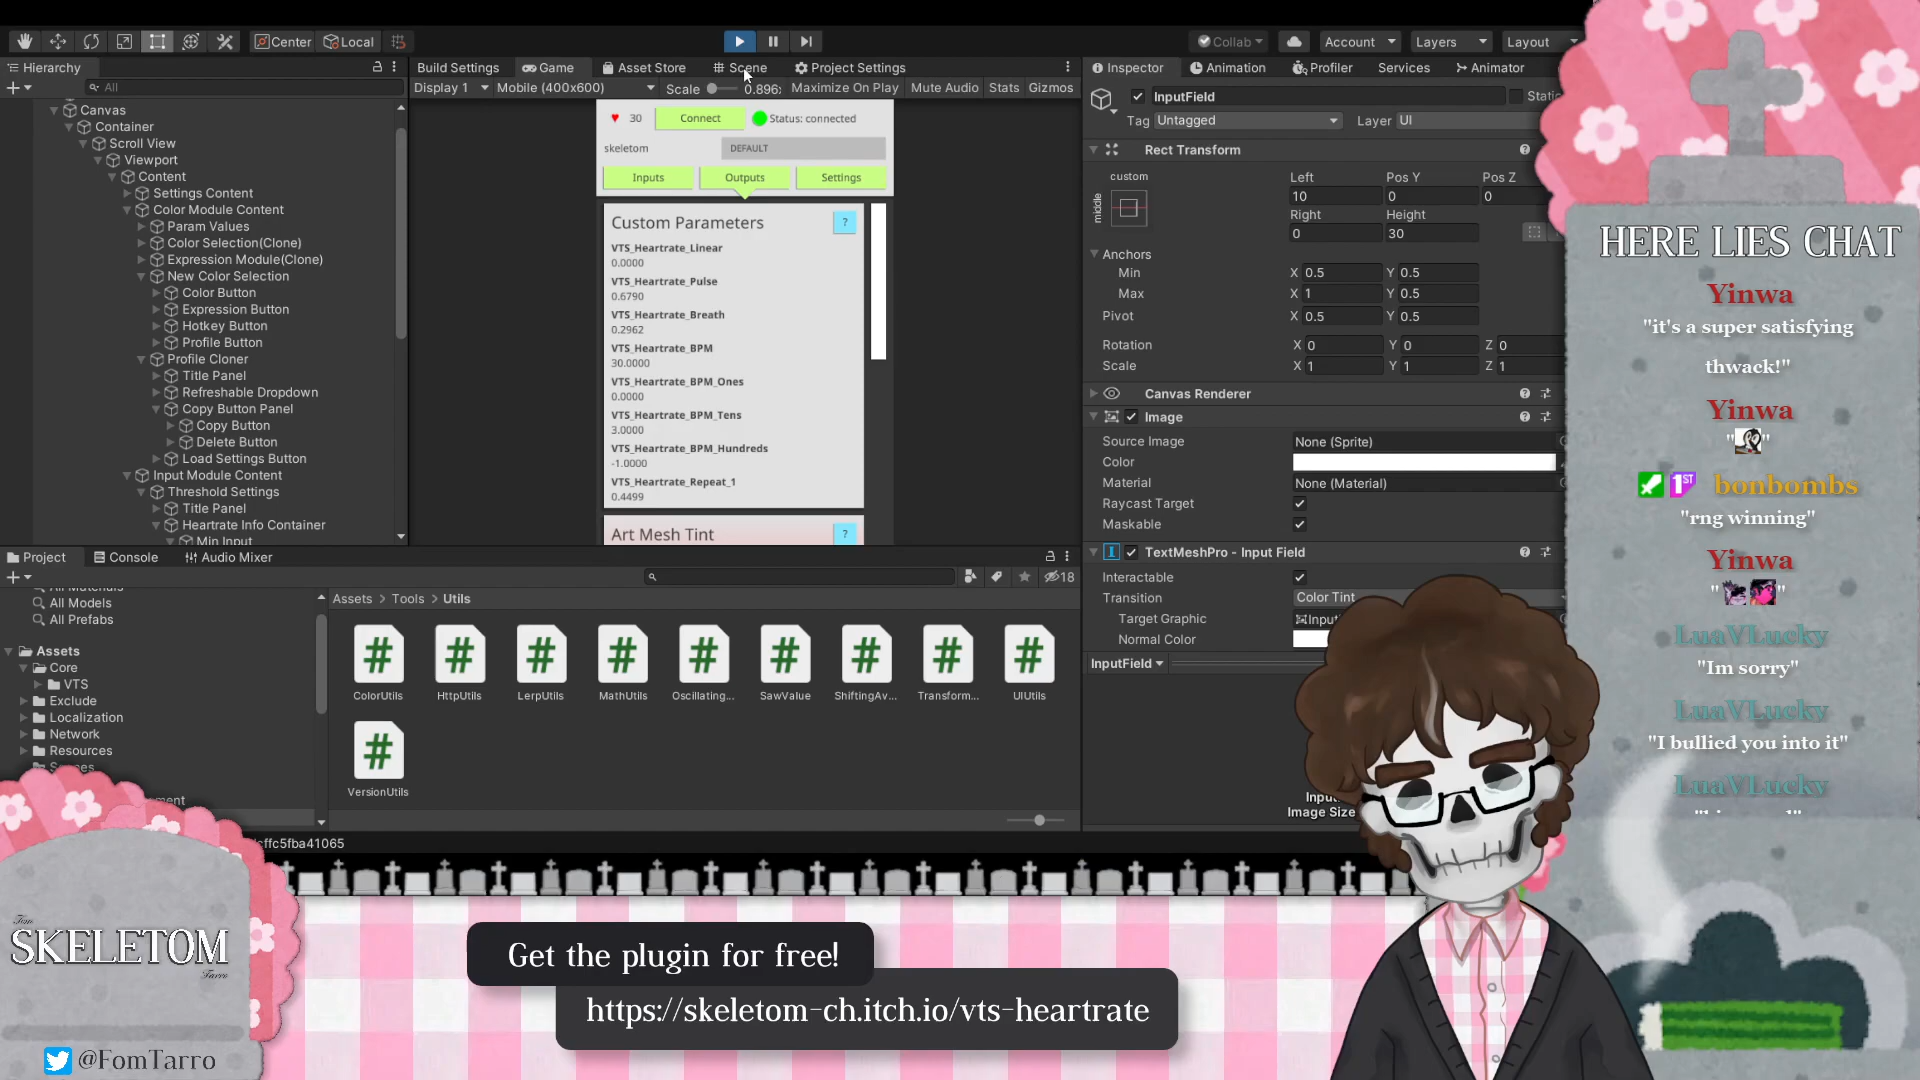 Center
Local
Collab
Account
Layers
Layout
Hierarchy
All
Canvas
Container
Scroll View
Viewport
Content
Settings Content
Color Module Content
Param Values
Color Selection(Clone)
Expression Module(Clone)
New Color Selection
Color Button
Expression Button
Hotkey Button
Profile Button
Profile Cloner
Title Panel
Refreshable Dropdown
Copy Button Panel
Copy Button
Delete Button
Load Settings Button
Input Module Content
Threshold Settings
Title Panel
Heartrate Info Container
Min Input
Build Settings
Game
Asset Store
Scene
Project Settings
Display 1
Mobile (400x600)
Scale
0.896
Maximize On Play
Mute Audio
Stats
Gizmos
30
Connect
Status: connected
skeletom
DEFAULT
Inputs
Outputs
Settings
Custom Parameters
?
VTS_Heartrate_Linear
0.0000
VTS_Heartrate_Pulse
0.6790
VTS_Heartrate_Breath
0.2962
VTS_Heartrate_BPM
30.0000
VTS_Heartrate_BPM_Ones
0.0000
VTS_Heartrate_BPM_Tens
3.0000
VTS_Heartrate_BPM_Hundreds
-1.0000
VTS_Heartrate_Repeat_1
0.4499
Art Mesh Tint
?
Inspector
Animation
Profiler
Services
Animator
InputField
Static
Tag
Untagged
Layer
UI
Rect Transform
custom
middle
Left
Pos Y
Pos Z
10
0
0
Right
Height
0
30
Anchors
Min
X 0.5
Y 0.5
Max
X 1
Y 0.5
Pivot
X 0.5
Y 0.5
Rotation
X 0
Y 0
Z 0
Scale
X 1
Y 1
Z 1
Canvas Renderer
Image
Source Image
None (Sprite)
Color
Material
None (Material)
Raycast Target
Maskable
TextMeshPro - Input Field
Interactable
Transition
Color Tint
Target Graphic
Normal Color
InputField
Image Size
Project
Console
Audio Mixer
18
All Models
All Prefabs
Assets
Core
VTS
Exclude
Localization
Network
Resources
Assets > Tools > Utils
ColorUtils
HttpUtils
LerpUtils
MathUtils
Oscillating...
SawValue
ShiftingAv...
Transform...
UIUtils
VersionUtils
cffc5fba41065
HERE LIES CHAT
Yinwa
"it's a super satisfying
thwack!"
Yinwa
" "
1ST
bonbombs
"rng winning"
Yinwa
" "
LuaVLucky
"Im sorry"
LuaVLucky
"I bullied you into it"
LuaVLucky
Tom
SKELETOM
Tarro
@FomTarro
Get the plugin for free!
https://skeletom-ch.itch.io/vts-heartrate